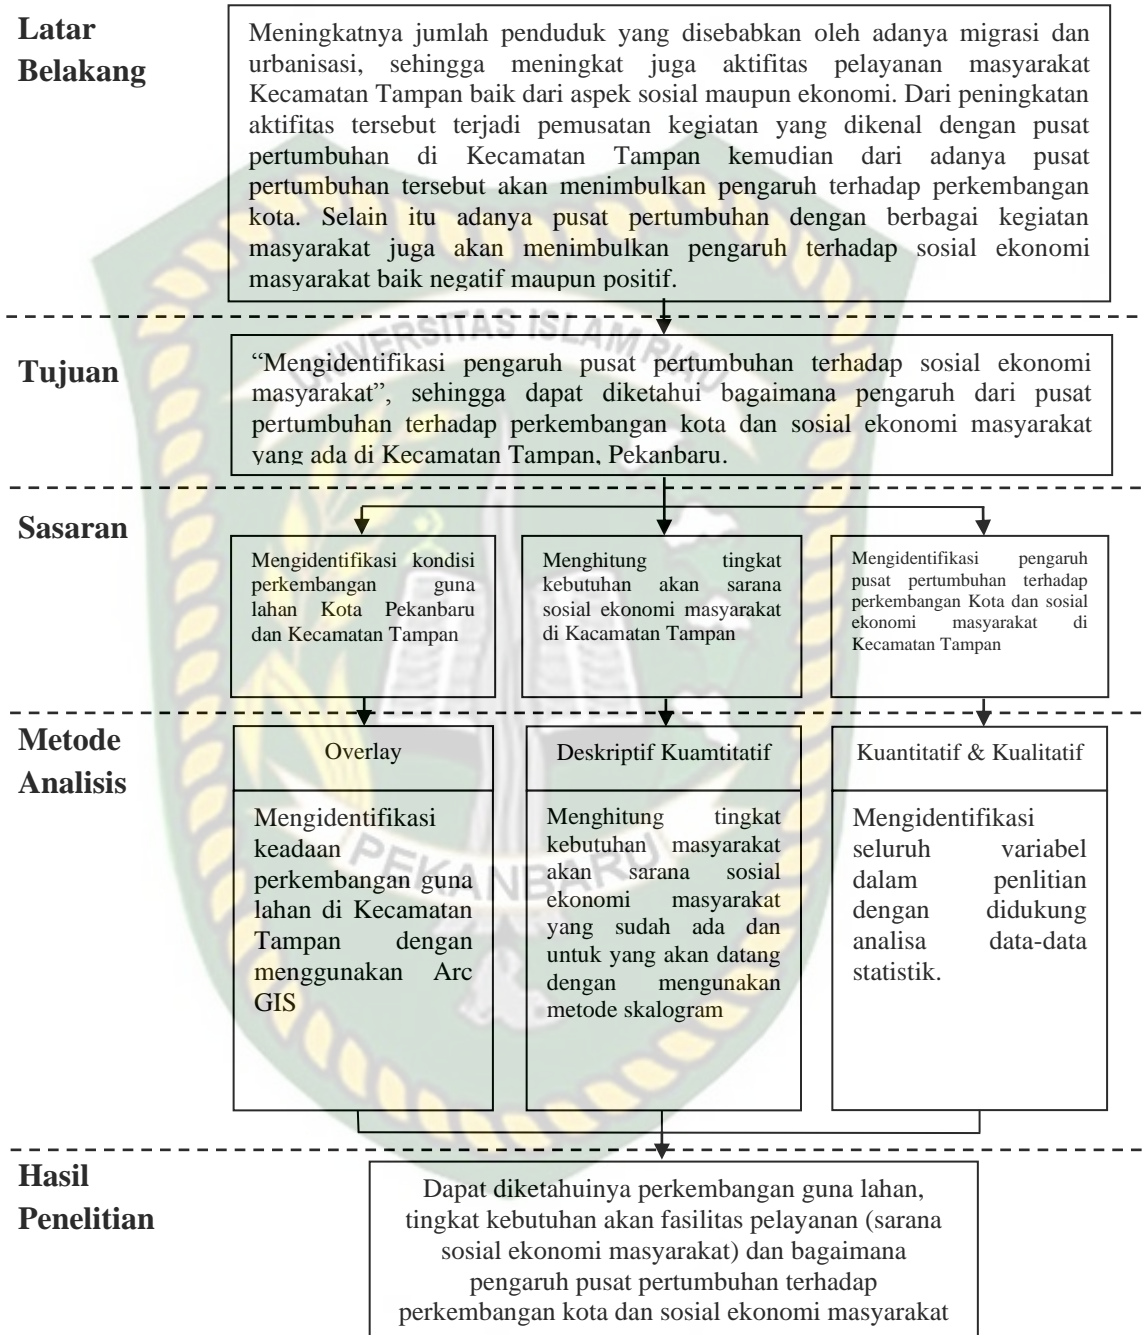 Latar
Belakang
Meningkatnya jumlah penduduk yang disebabkan oleh adanya migrasi dan
urbanisasi, sehingga meningkat juga aktifitas pelayanan masyarakat
Kecamatan Tampan baik dari aspek sosial maupun ekonomi. Dari peningkatan
aktifitas tersebut terjadi pemusatan kegiatan yang dikenal dengan pusat
pertumbuhan di Kecamatan Tampan kemudian dari adanya pusat
pertumbuhan tersebut akan menimbulkan pengaruh terhadap perkembangan
kota. Selain itu adanya pusat pertumbuhan dengan berbagai kegiatan
masyarakat juga akan menimbulkan pengaruh terhadap sosial ekonomi
masyarakat baik negatif maupun positif.
UNIVERSITAS ISLAM RIAU
Tujuan
“Mengidentifikasi pengaruh pusat pertumbuhan terhadap sosial ekonomi
masyarakat”, sehingga dapat diketahui bagaimana pengaruh dari pusat
pertumbuhan terhadap perkembangan kota dan sosial ekonomi masyarakat
yang ada di Kecamatan Tampan, Pekanbaru.
Sasaran
Mengidentifikasi kondisi
perkembangan guna
lahan Kota Pekanbaru
dan Kecamatan Tampan
Menghitung tingkat
kebutuhan akan sarana
sosial ekonomi masyarakat
di Kacamatan Tampan
Mengidentifikasi pengaruh
pusat pertumbuhan terhadap
perkembangan Kota dan sosial
ekonomi masyarakat di
Kecamatan Tampan
Metode
Analisis
Overlay
Mengidentifikasi
keadaan
perkembangan guna
lahan di Kecamatan
Tampan dengan
menggunakan Arc
GIS
Deskriptif Kuamtitatif
Menghitung tingkat
kebutuhan masyarakat
akan sarana sosial
ekonomi masyarakat
yang sudah ada dan
untuk yang akan datang
dengan mengunakan
metode skalogram
Kuantitatif & Kualitatif
Mengidentifikasi
seluruh variabel
dalam penlitian
dengan didukung
analisa data-data
statistik.
PEKANBARU
Hasil
Penelitian
Dapat diketahuinya perkembangan guna lahan,
tingkat kebutuhan akan fasilitas pelayanan (sarana
sosial ekonomi masyarakat) dan bagaimana
pengaruh pusat pertumbuhan terhadap
perkembangan kota dan sosial ekonomi masyarakat